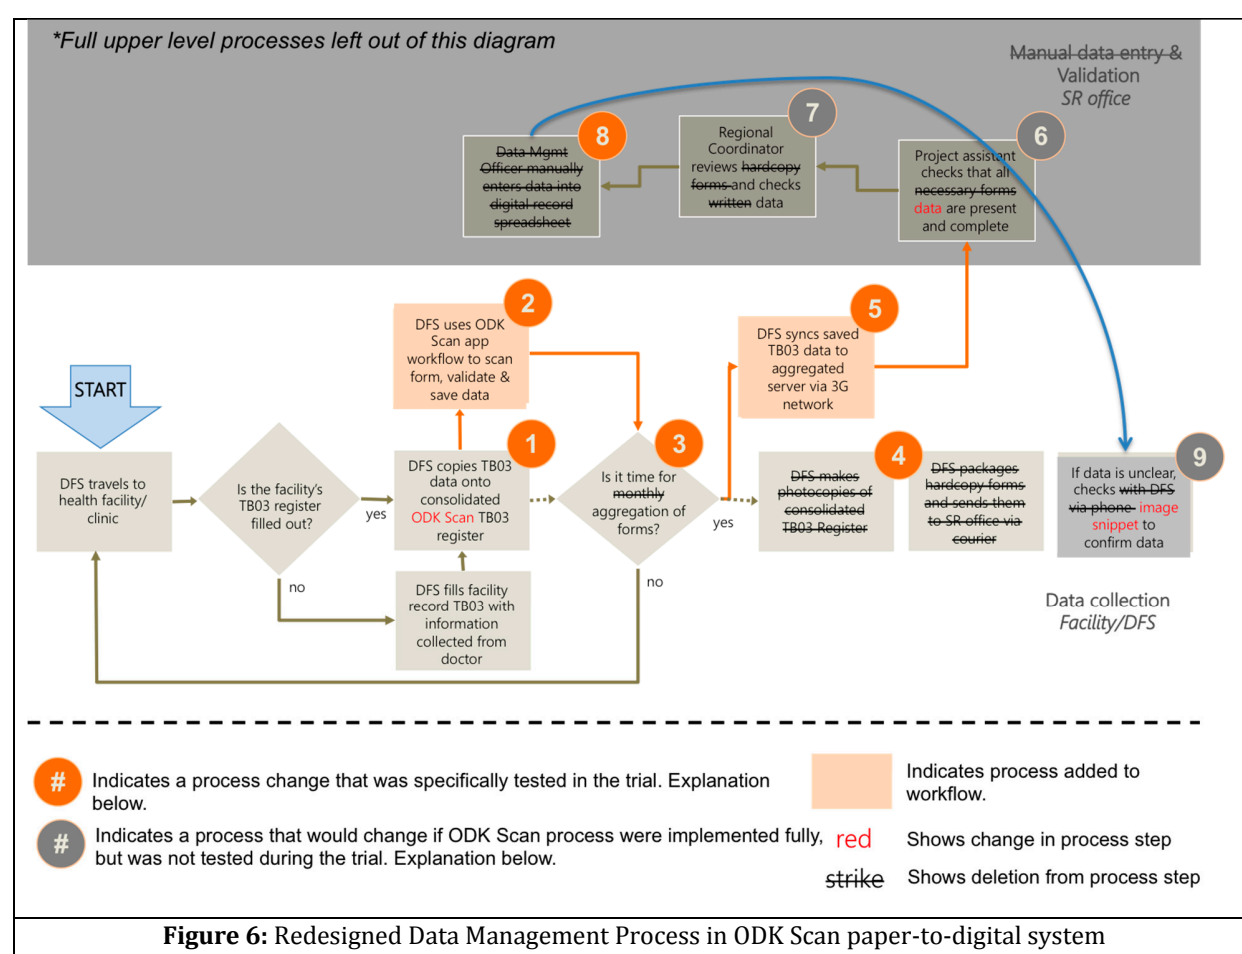 *Full upper level processes left out of this diagram
Manual data entry &
Validation
SR office
8
Data Mgmt
Officer manually
enters data into
digital record
spreadsheet
7
Regional
Coordinator
reviews hardcopy
forms and checks
written data
6
Project assistant
checks that all
necessary forms
data are present
and complete
2
DFS uses ODK
Scan app
workflow to scan
form, validate &
save data
5
DFS syncs saved
TB03 data to
aggregated
server via 3G
network
START
DFS travels to
health facility/
clinic
Is the facility's
TB03 register
filled out?
yes
no
1
DFS copies TB03
data onto
consolidated
ODK Scan TB03
register
DFS fills facility
record TB03 with
information
collected from
doctor
3
Is it time for
monthly
aggregation of
forms?
yes
no
4
DFS makes
photocopies of
consolidated
TB03 Register
DFS packages
hardcopy forms
and sends them
to SR office via
courier
9
If data is unclear,
checks with DFS
via phone image
snippet to
confirm data
Data collection
Facility/DFS
#
Indicates a process change that was specifically tested in the trial. Explanation
below.
#
Indicates a process that would change if ODK Scan process were implemented fully,
but was not tested during the trial. Explanation below.
Indicates process added to
workflow.
red
Shows change in process step
strike
Shows deletion from process step
Figure 6: Redesigned Data Management Process in ODK Scan paper-to-digital system